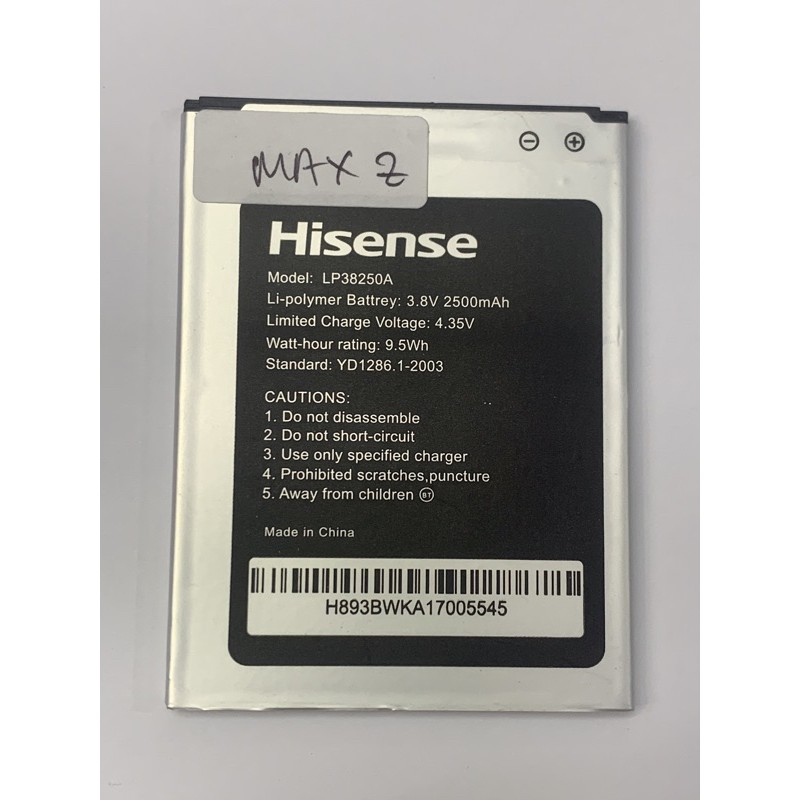 MAX Z
Hisense
Model: LP38250A
Li-polymer Battrey: 3.8V 2500mAh
Limited Charge Voltage: 4.35V
Watt-hour rating: 9.5Wh
Standard: YD1286.1-2003
CAUTIONS:
1. Do not disassemble
2. Do not short-circuit
3. Use only specified charger
4. Prohibited scratches,puncture
5. Away from children BT
Made in China
H893BWKA17005545